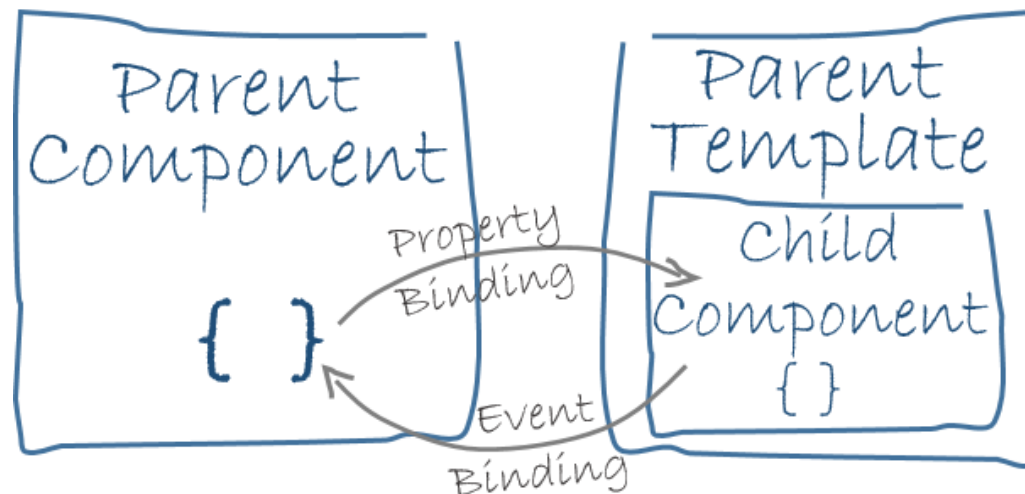 Parent
Component
{ }
Property
Binding
Event
Binding
Parent
Template
Child
Component
{ }